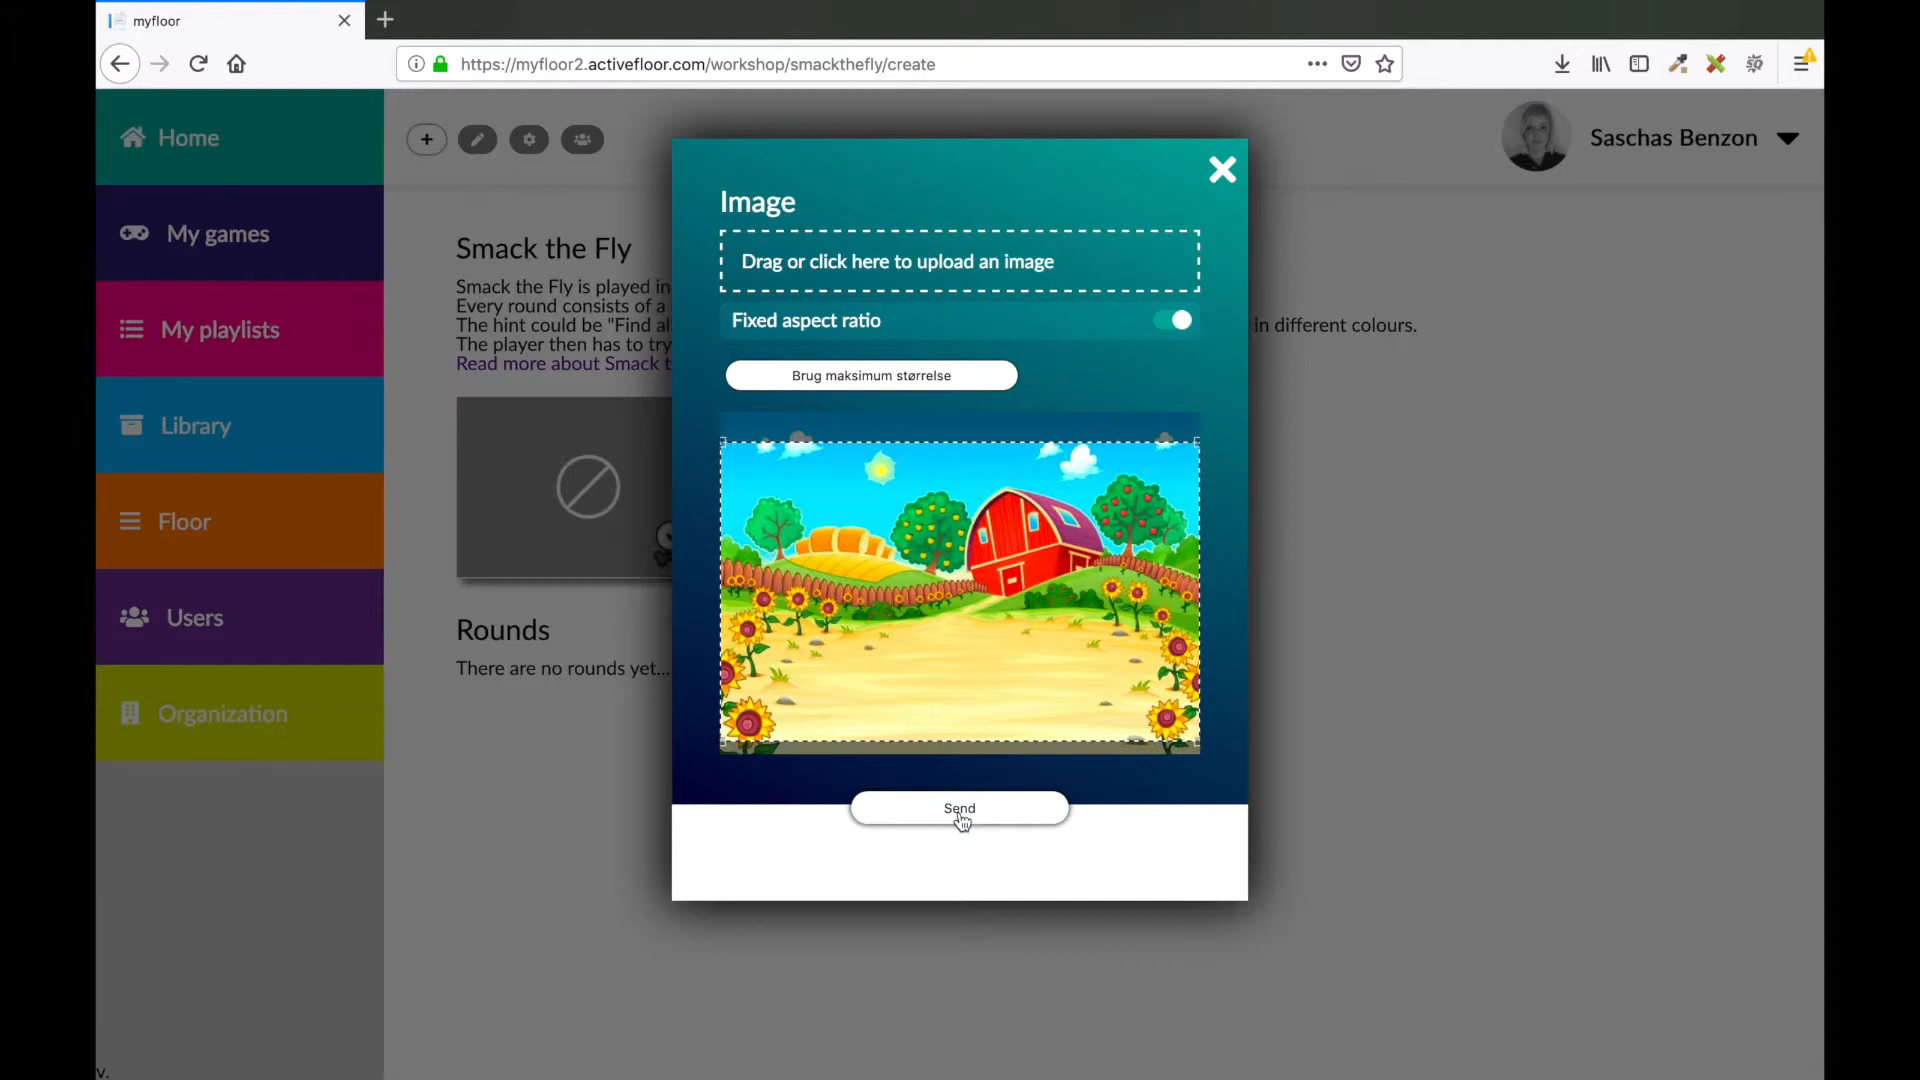 myfloor
https://myfloor2.activefloor.com/workshop/smackthefly/create
Home
My games
My playlists
Library
Floor
Users
Organization
Saschas Benzon
Smack the Fly
Smack the Fly is played in
Every round consists of a
The hint could be "Find al
in different colours.
The player then has to try
Read more about Smack t
Rounds
There are no rounds yet...
Image
Drag or click here to upload an image
Fixed aspect ratio
Brug maksimum størrelse
Send
v.